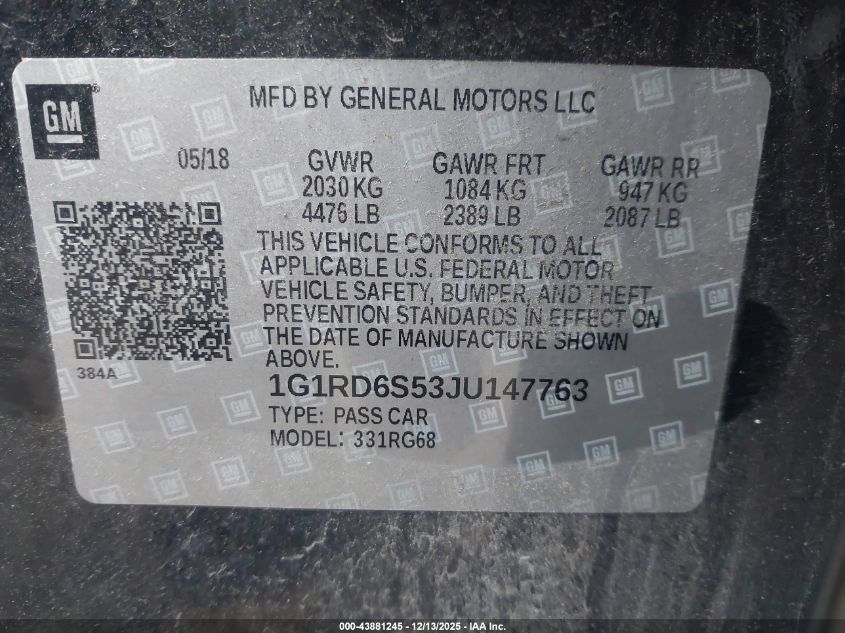 GM
MFD BY GENERAL MOTORS LLC
05/18 GVWR GAWR FRT GAWR RR
2030 KG 1084 KG 947 KG
4476 LB 2389 LB 2087 LB
THIS VEHICLE CONFORMS TO ALL
APPLICABLE U.S. FEDERAL MOTOR
VEHICLE SAFETY, BUMPER, AND THEFT
PREVENTION STANDARDS IN EFFECT ON
THE DATE OF MANUFACTURE SHOWN
ABOVE.
384A
1G1RD6S53JU147763
TYPE: PASS CAR
MODEL: 331RG68
000-43881245 - 12/13/2025 - IAA Inc.